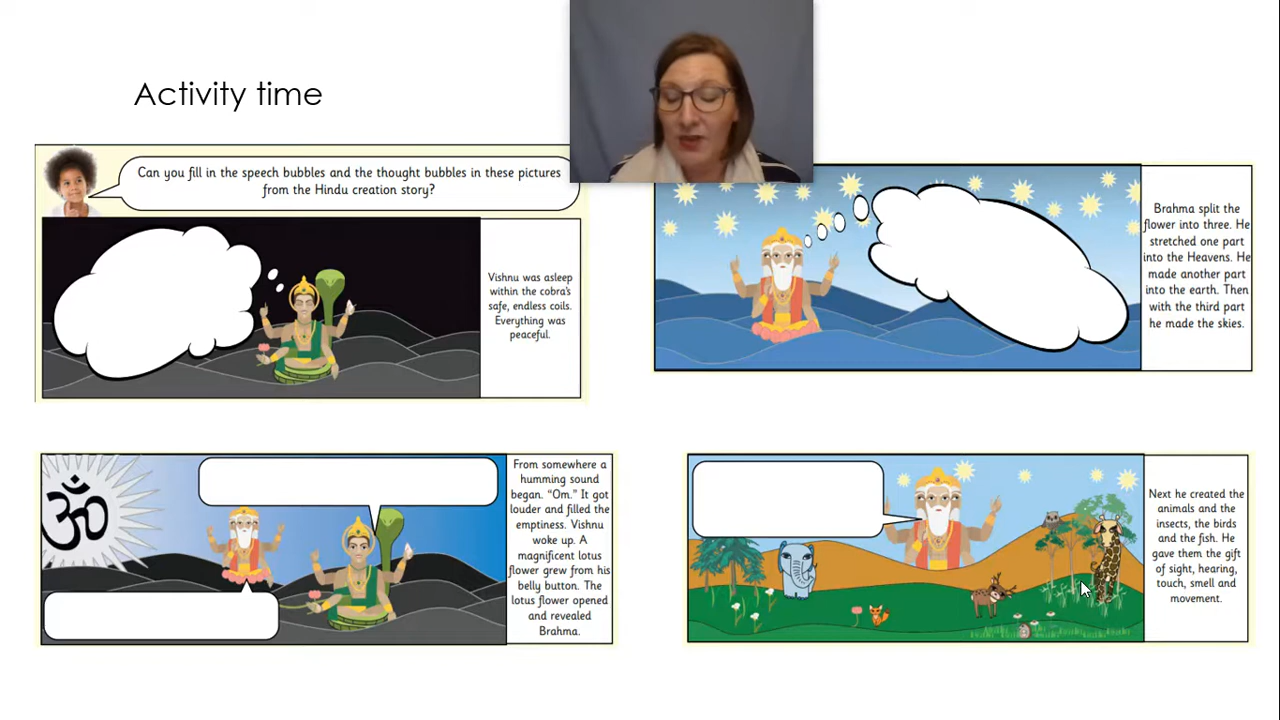 Activity time
Can you fill in the speech bubbles and the thought bubbles in these pictures
from the Hindu creation story?
Vishnu was asleep
within the cobra's
safe, endless coils.
Everything was
peaceful.
Brahma split the
flower into three. He
stretched one part
into the Heavens. He
made another part
into the earth. Then
with the third part
he made the skies.
ॐ
From somewhere a
humming sound
began. "Om." It got
louder and filled the
emptiness. Vishnu
woke up. A
magnificent lotus
flower grew from his
belly button. The
lotus flower opened
and revealed
Brahma.
Next he created the
animals and the
insects, the birds
and the fish. He
gave them the gift
of sight, hearing,
touch, smell and
movement.